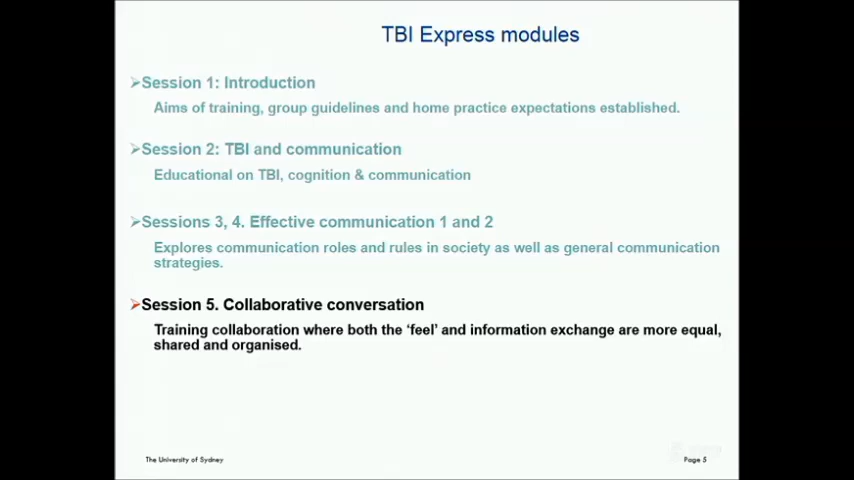 TBI Express modules
➢Session 1: Introduction
Aims of training, group guidelines and home practice expectations established.
➢Session 2: TBI and communication
Educational on TBI, cognition & communication
➢Sessions 3, 4. Effective communication 1 and 2
Explores communication roles and rules in society as well as general communication
strategies.
➢Session 5. Collaborative conversation
Training collaboration where both the ‘feel’ and information exchange are more equal,
shared and organised.
The University of Sydney
Page 5